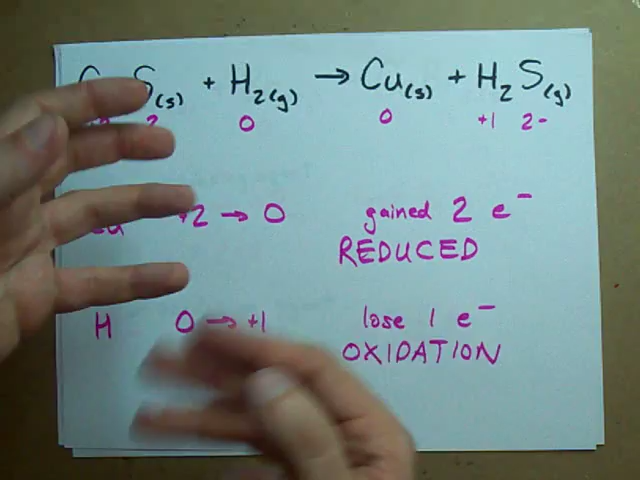 S(s) + H2(g) → Cu(s) + H2S(g)
0 0 +1 2-
+2 → 0 gained 2 e⁻
REDUCED
H 0 → +1 lose 1 e⁻
OXIDATION